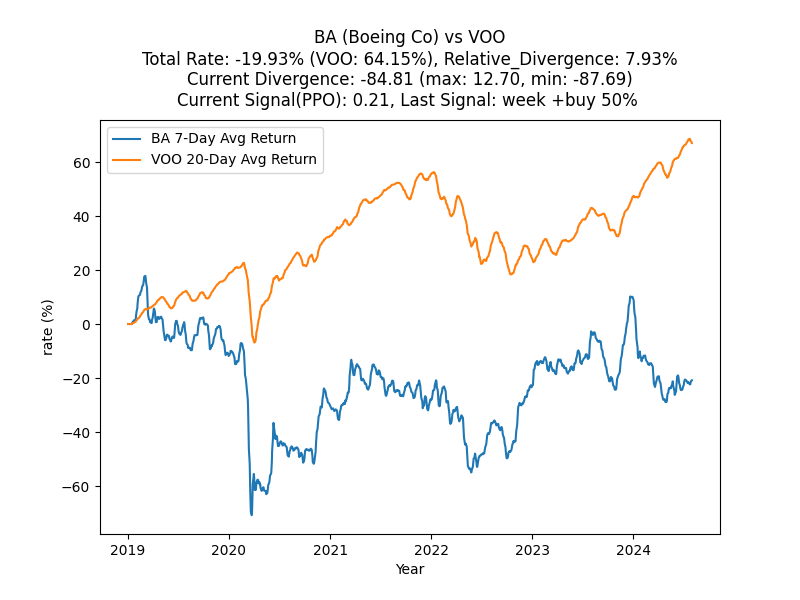 BA (Boeing Co) vs VOO
Total Rate: -19.93% (VOO: 64.15%), Relative_Divergence: 7.93%
Current Divergence: -84.81 (max: 12.70, min: -87.69)
Current Signal(PPO): 0.21, Last Signal: week +buy 50%
BA 7-Day Avg Return
VOO 20-Day Avg Return
60
40
20
0
−20
−40
−60
rate (%)
2019 2020 2021 2022 2023 2024
Year